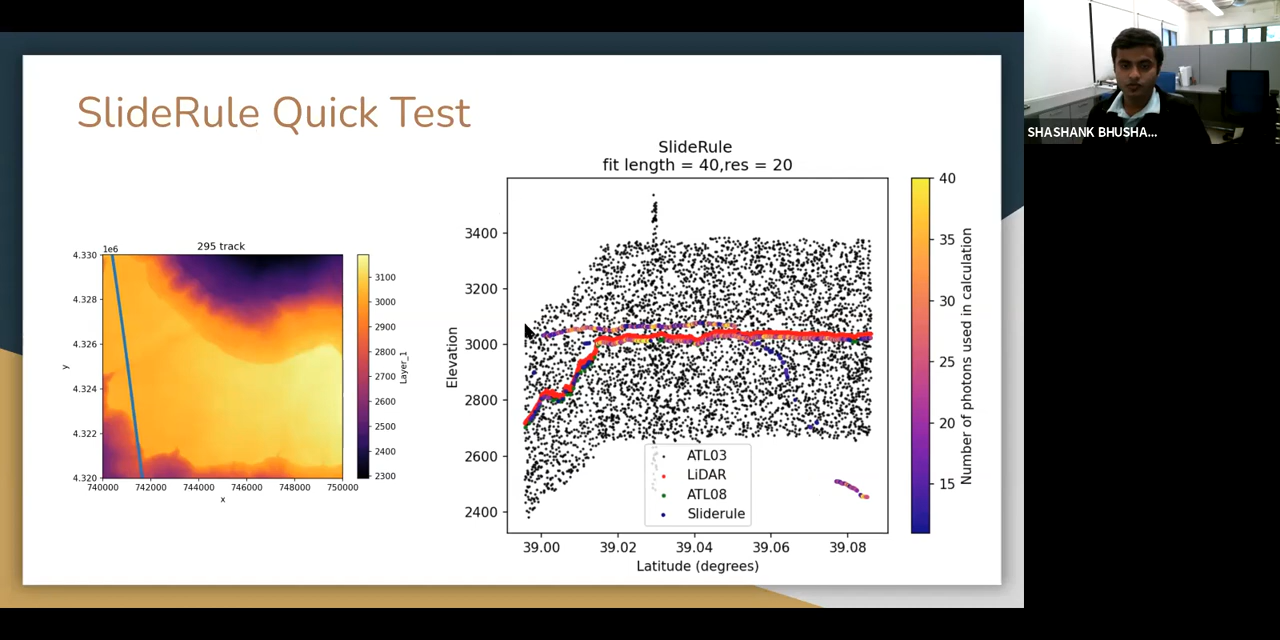 SlideRule Quick Test
295 track
1e6
4.330
4.328
4.326
4.324
4.322
4.320
y
740000 742000 744000 746000 748000 750000
x
3100
3000
2900
2800
2700
2600
2500
2400
2300
Layer_1
SlideRule
fit length = 40,res = 20
3400
3200
3000
2800
2600
2400
Elevation
ATL03
LiDAR
ATL08
Sliderule
39.00 39.02 39.04 39.06 39.08
Latitude (degrees)
40
35
30
25
20
15
Number of photons used in calculation
SHASHANK BHUSHA...